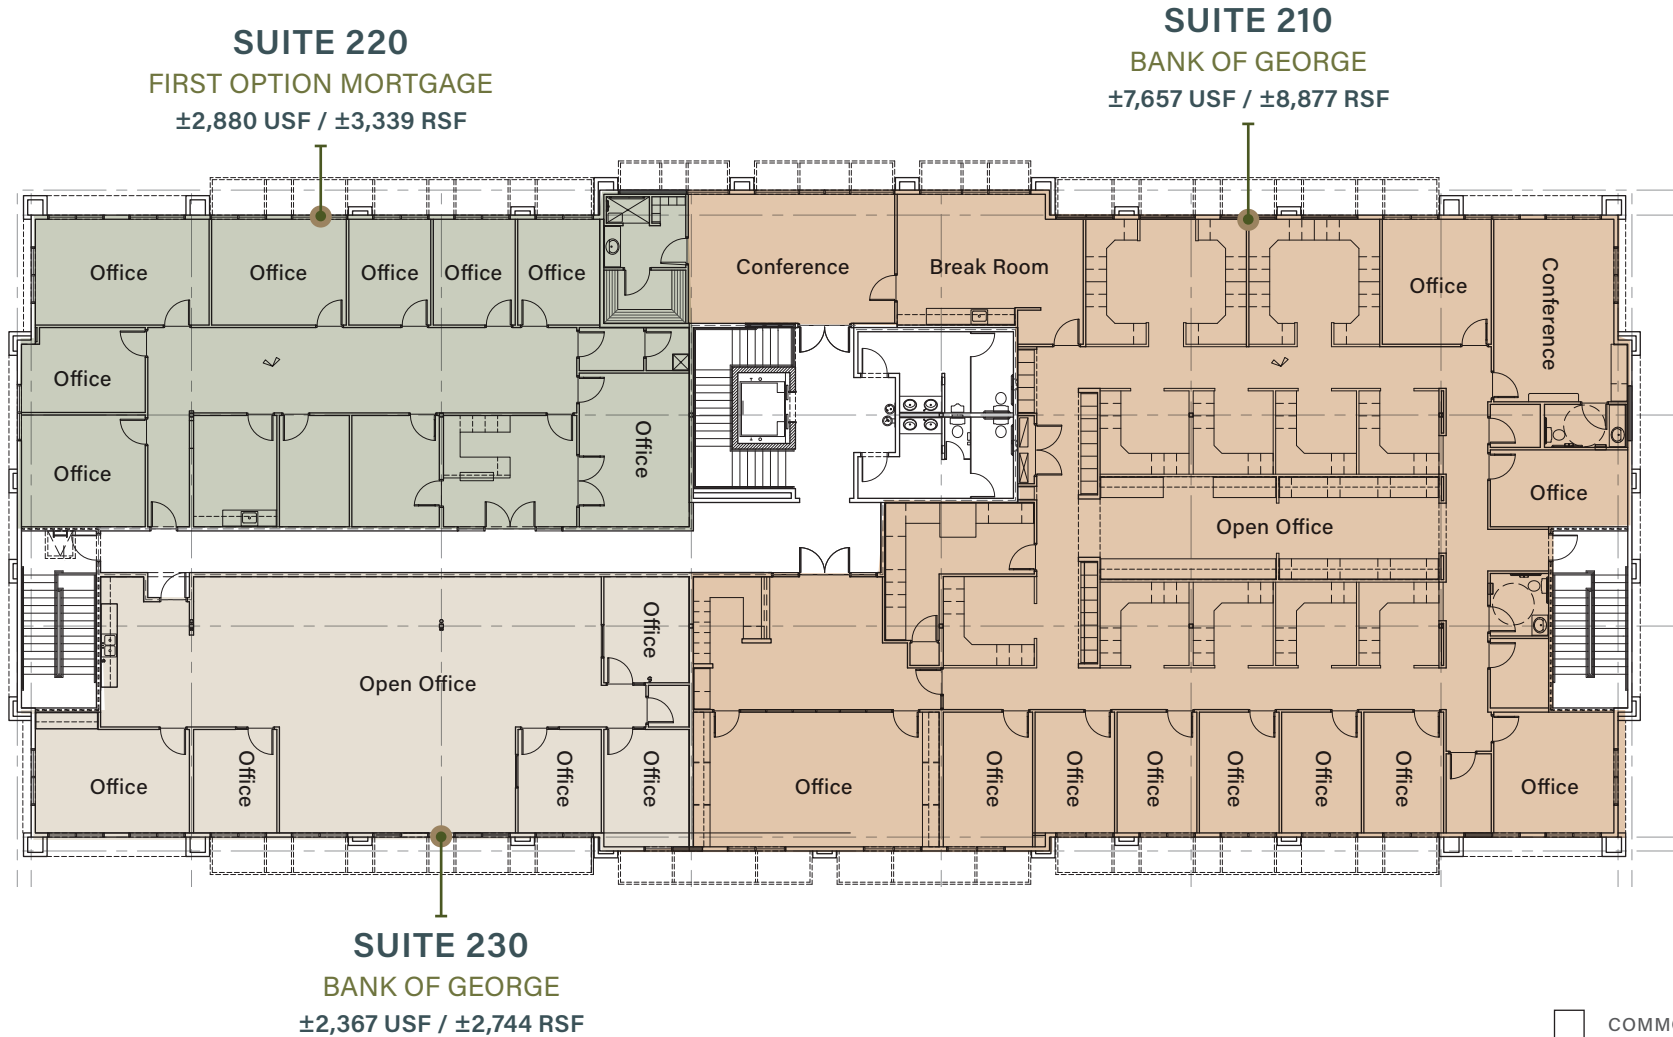 SUITE 220
FIRST OPTION MORTGAGE
±2,880 USF / ±3,339 RSF
SUITE 210
BANK OF GEORGE
±7,657 USF / ±8,877 RSF
Office
Office
Office
Office
Office
Conference
Break Room
Office
Conference
Office
Office
Office
Office
Open Office
Office
Open Office
Office
Office
Office
Office
Office
Office
Office
Office
Office
Office
Office
Office
SUITE 230
BANK OF GEORGE
±2,367 USF / ±2,744 RSF